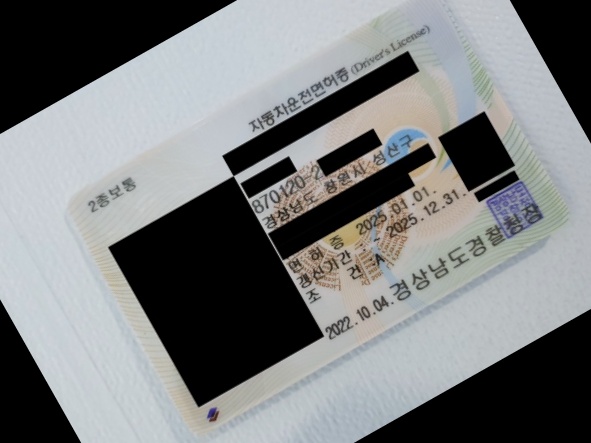 자동차운전면허증 (Driver's License)
2종보통
870120-2
경상남도 창원시 성산구
면 허 증
갱신기간
2025.01.01.
~ 2025.12.31.
조 건 : A
2022.10.04.
경상남도경찰청장